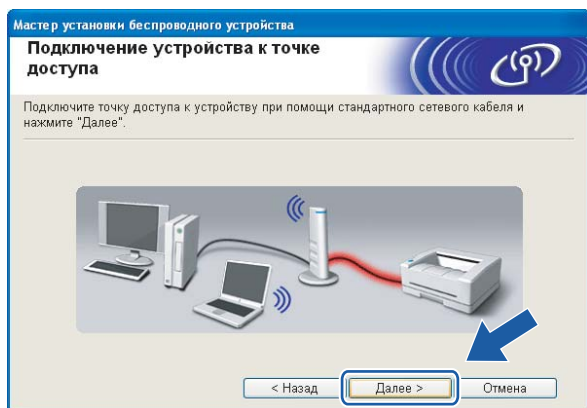 Мастер установки беспроводного устройства
Подключение устройства к точке
доступа
Подключите точку доступа к устройству при помощи стандартного сетевого кабеля и
нажмите "Далее".
< Назад
Далее >
Отмена